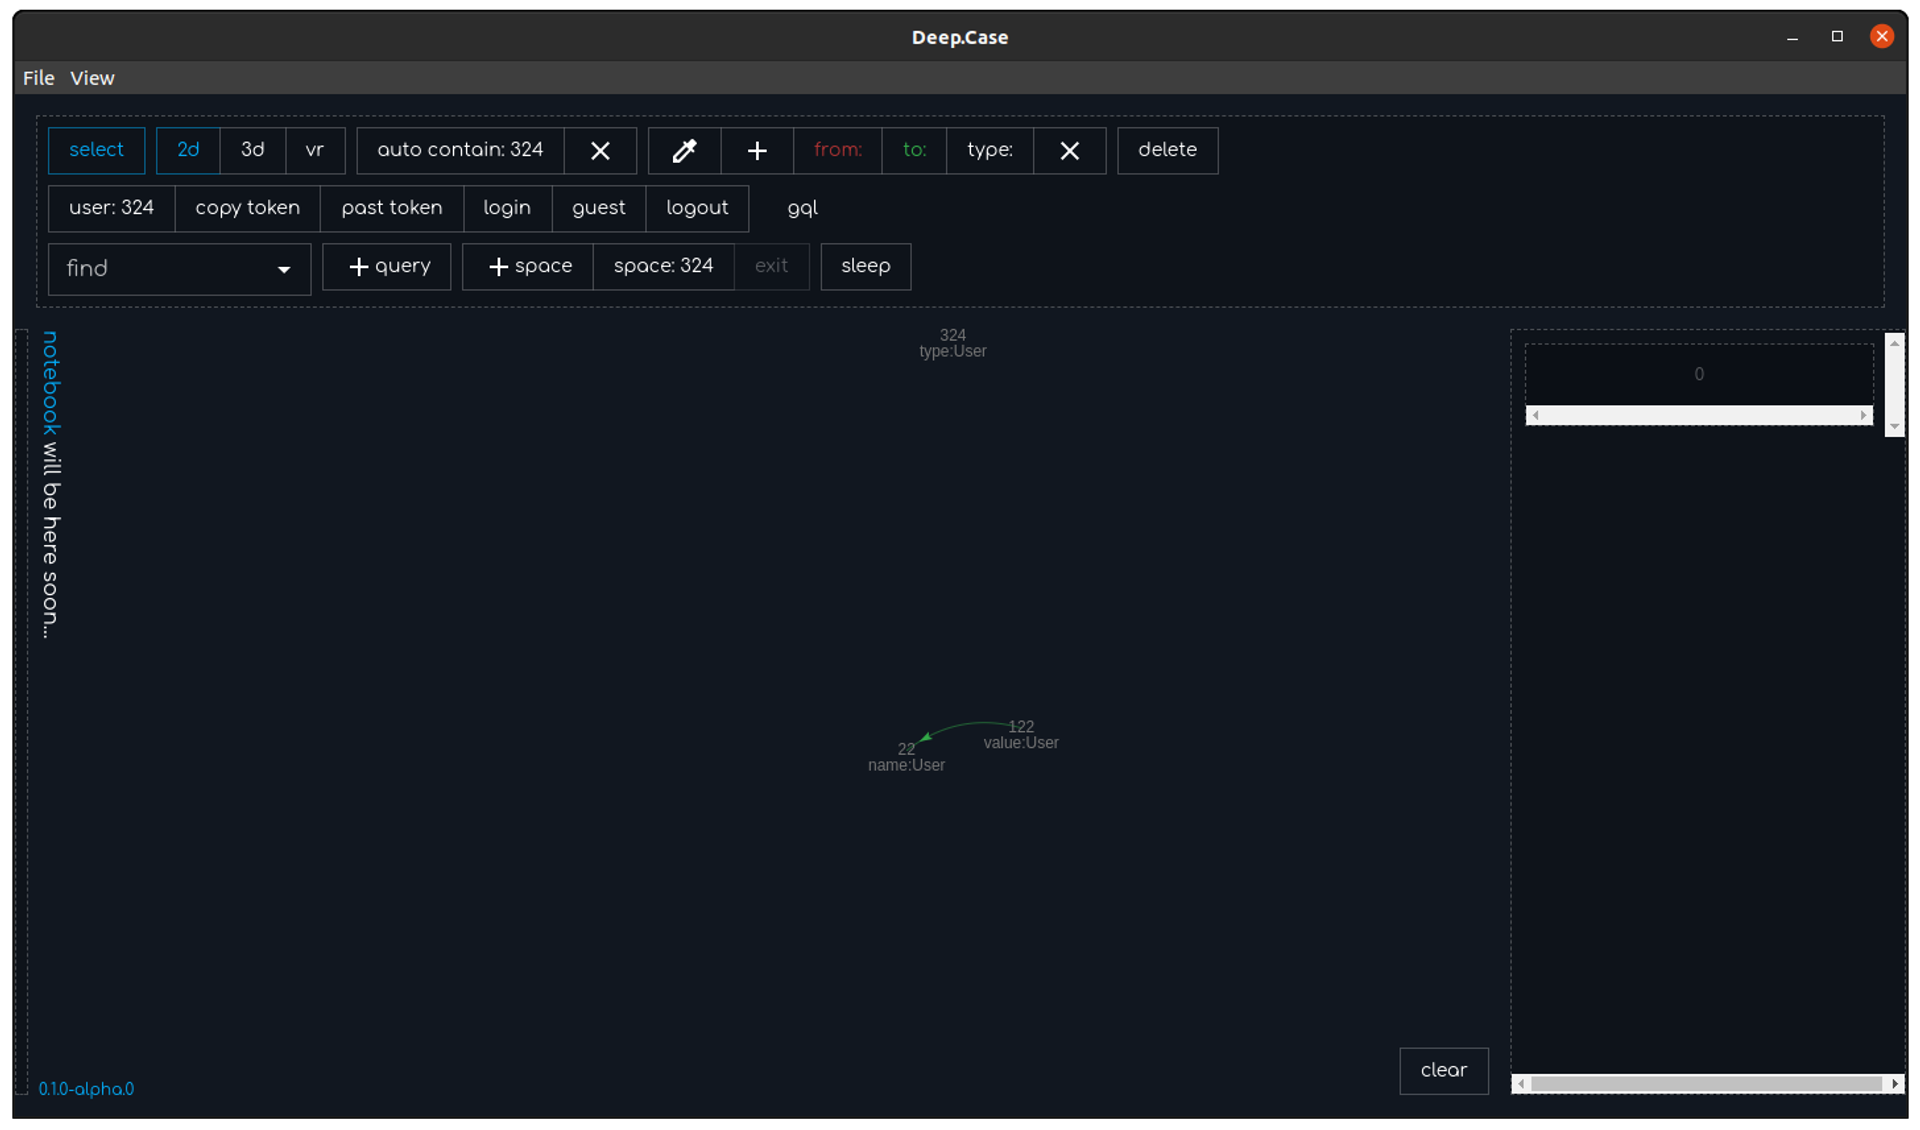 Deep.Case
File View
select 2d 3d vr auto contain: 324 from: to: type: delete
user: 324 copy token past token login guest logout gql
find + query + space space: 324 exit sleep
notebook will be here soon...
324
type:User
0
122
value:User
22
name:User
clear
0.1.0-alpha.0